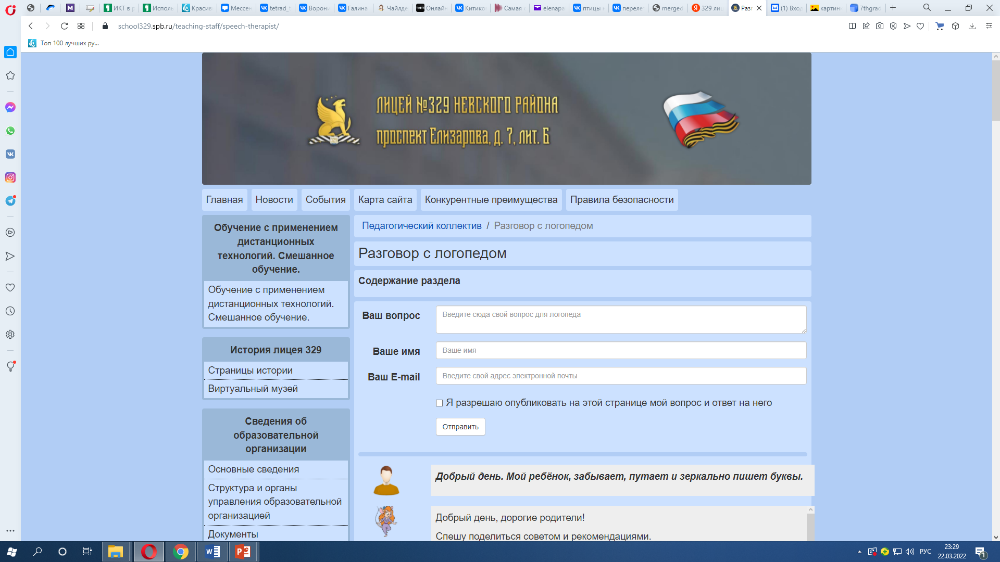 ИКТ в р
Исполь
Красив
Мессен
tetrad_t
Ворони
Галина
Чайлде
Онлайн
Китико
Самая
elenapa
птицы
перелет
merged
329 лиц
Разг
(1) Вход
картинк
7thgrad
school329.spb.ru/teaching-staff/speech-therapist/
Топ 100 лучших ру...
ЛИЦЕЙ №329 НЕВСКОГО РАЙОНА
проспект Елизарова, д. 7, лит. Б
Главная
Новости
События
Карта сайта
Конкурентные преимущества
Правила безопасности
Обучение с применением
дистанционных
технологий. Смешанное
обучение.
Обучение с применением
дистанционных технологий.
Смешанное обучение.
История лицея 329
Страницы истории
Виртуальный музей
Сведения об
образовательной
организации
Основные сведения
Структура и органы
управления образовательной
организацией
Документы
Педагогический коллектив / Разговор с логопедом
Разговор с логопедом
Содержание раздела
Ваш вопрос
Введите сюда свой вопрос для логопеда
Ваше имя
Ваше имя
Ваш E-mail
Введите свой адрес электронной почты
Я разрешаю опубликовать на этой странице мой вопрос и ответ на него
Отправить
Добрый день. Мой ребёнок, забывает, путает и зеркально пишет буквы.
Добрый день, дорогие родители!
Спешу поделиться советом и рекомендациями.
РУС
23:29
22.03.2022
1